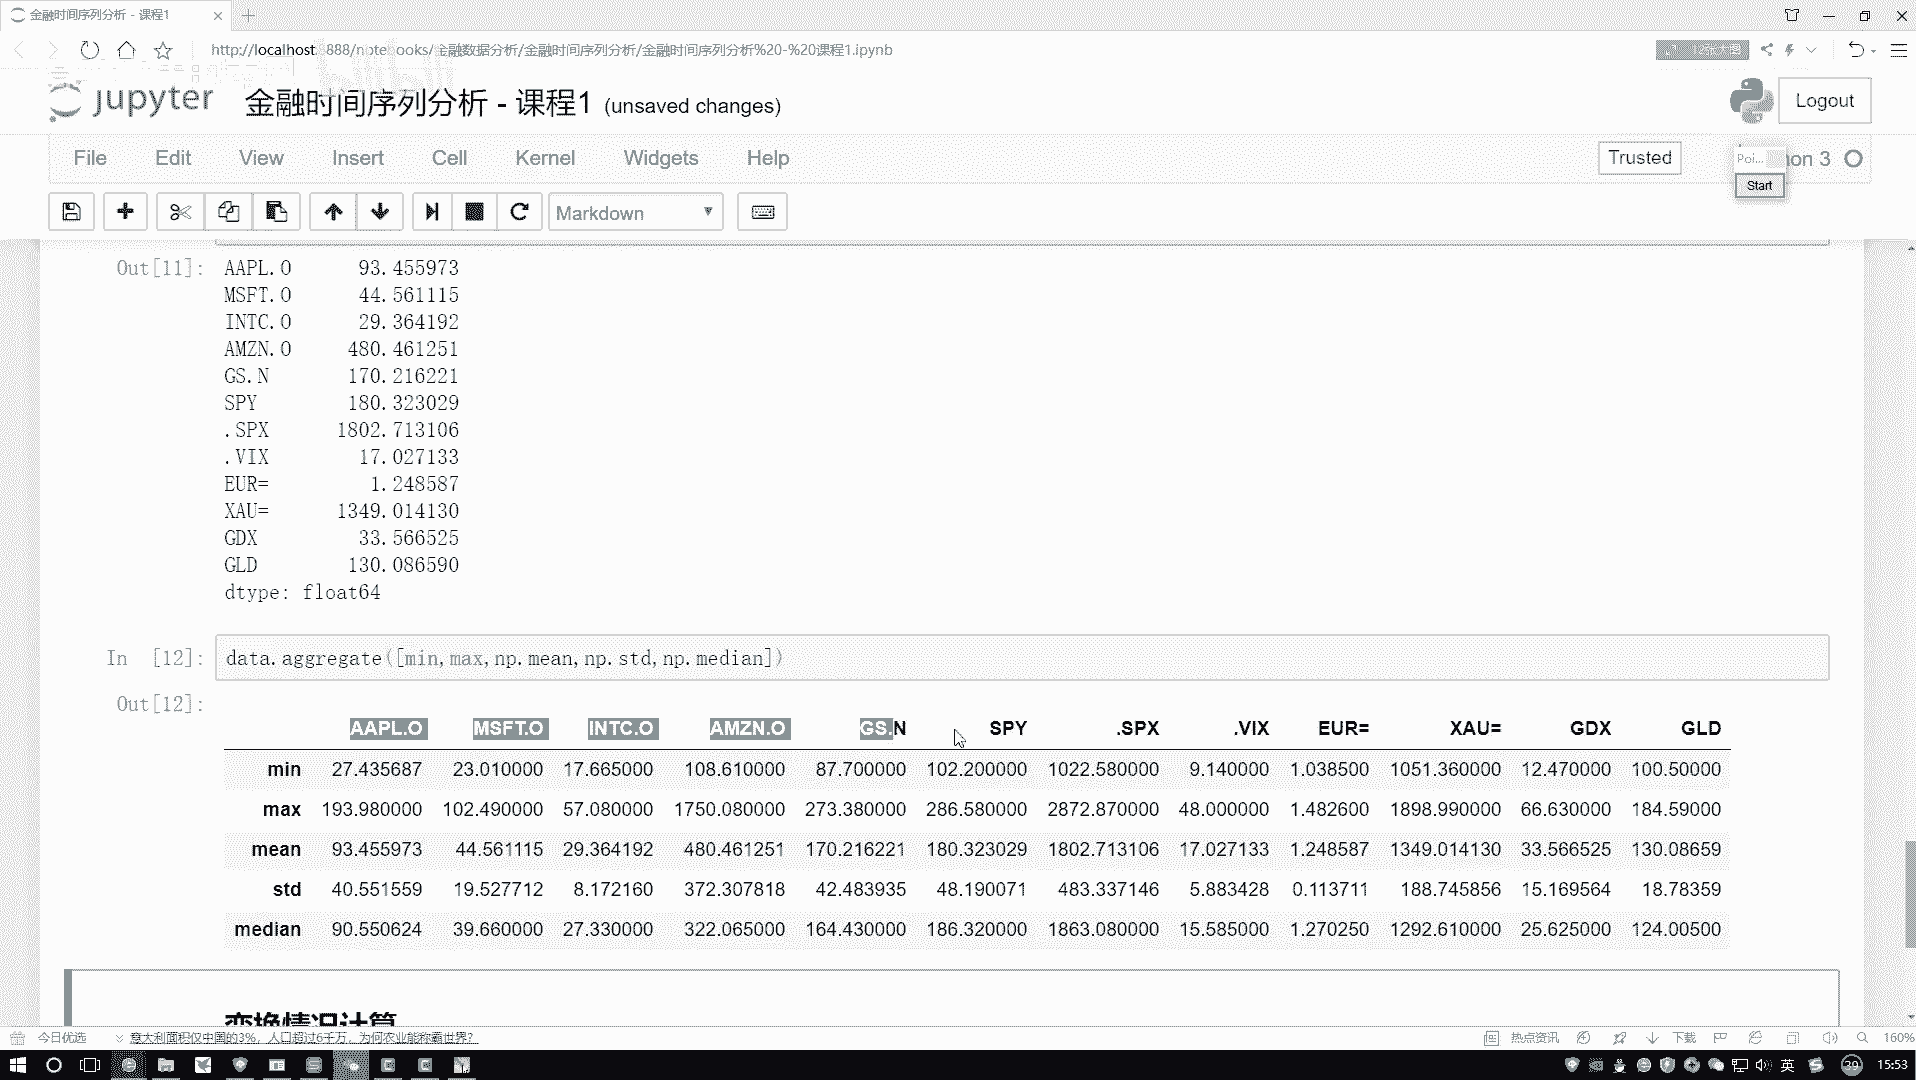 金融时间序列分析 - 课程1
http://localhost:8888/notebooks/金融数据分析/金融时间序列分析/金融时间序列分析%20-%20课程1.ipynb
jupyter 金融时间序列分析 - 课程1 (unsaved changes)
Logout
File Edit View Insert Cell Kernel Widgets Help
Trusted
Poi...
Start
Markdown
Out[11]: AAPL.O 93.455973
MSFT.O 44.561115
INTC.O 29.364192
AMZN.O 480.461251
GS.N 170.216221
SPY 180.323029
.SPX 1802.713106
.VIX 17.027133
EUR= 1.248587
XAU= 1349.014130
GDX 33.566525
GLD 130.086590
dtype: float64
In [12]: data.aggregate([min,max,np.mean,np.std,np.median])
Out[12]:
AAPL.O MSFT.O INTC.O AMZN.O GS.N SPY .SPX .VIX EUR= XAU= GDX GLD
min 27.435687 23.010000 17.665000 108.610000 87.700000 102.200000 1022.580000 9.140000 1.038500 1051.360000 12.470000 100.50000
max 193.980000 102.490000 57.080000 1750.080000 273.380000 286.580000 2872.870000 48.000000 1.482600 1898.990000 66.630000 184.59000
mean 93.455973 44.561115 29.364192 480.461251 170.216221 180.323029 1802.713106 17.027133 1.248587 1349.014130 33.566525 130.08659
std 40.551559 19.527712 8.172160 372.307818 42.483935 48.190071 483.337146 5.883428 0.113711 188.745856 15.169564 18.78359
median 90.550624 39.660000 27.330000 322.065000 164.430000 186.320000 1863.080000 15.585000 1.270250 1292.610000 25.625000 124.00500
变换情况计算
今日优选
意大利面积仅中国的3%，人口超过6千万，为何农业能称霸世界?
热点资讯
下载
160%
英
39
15:53